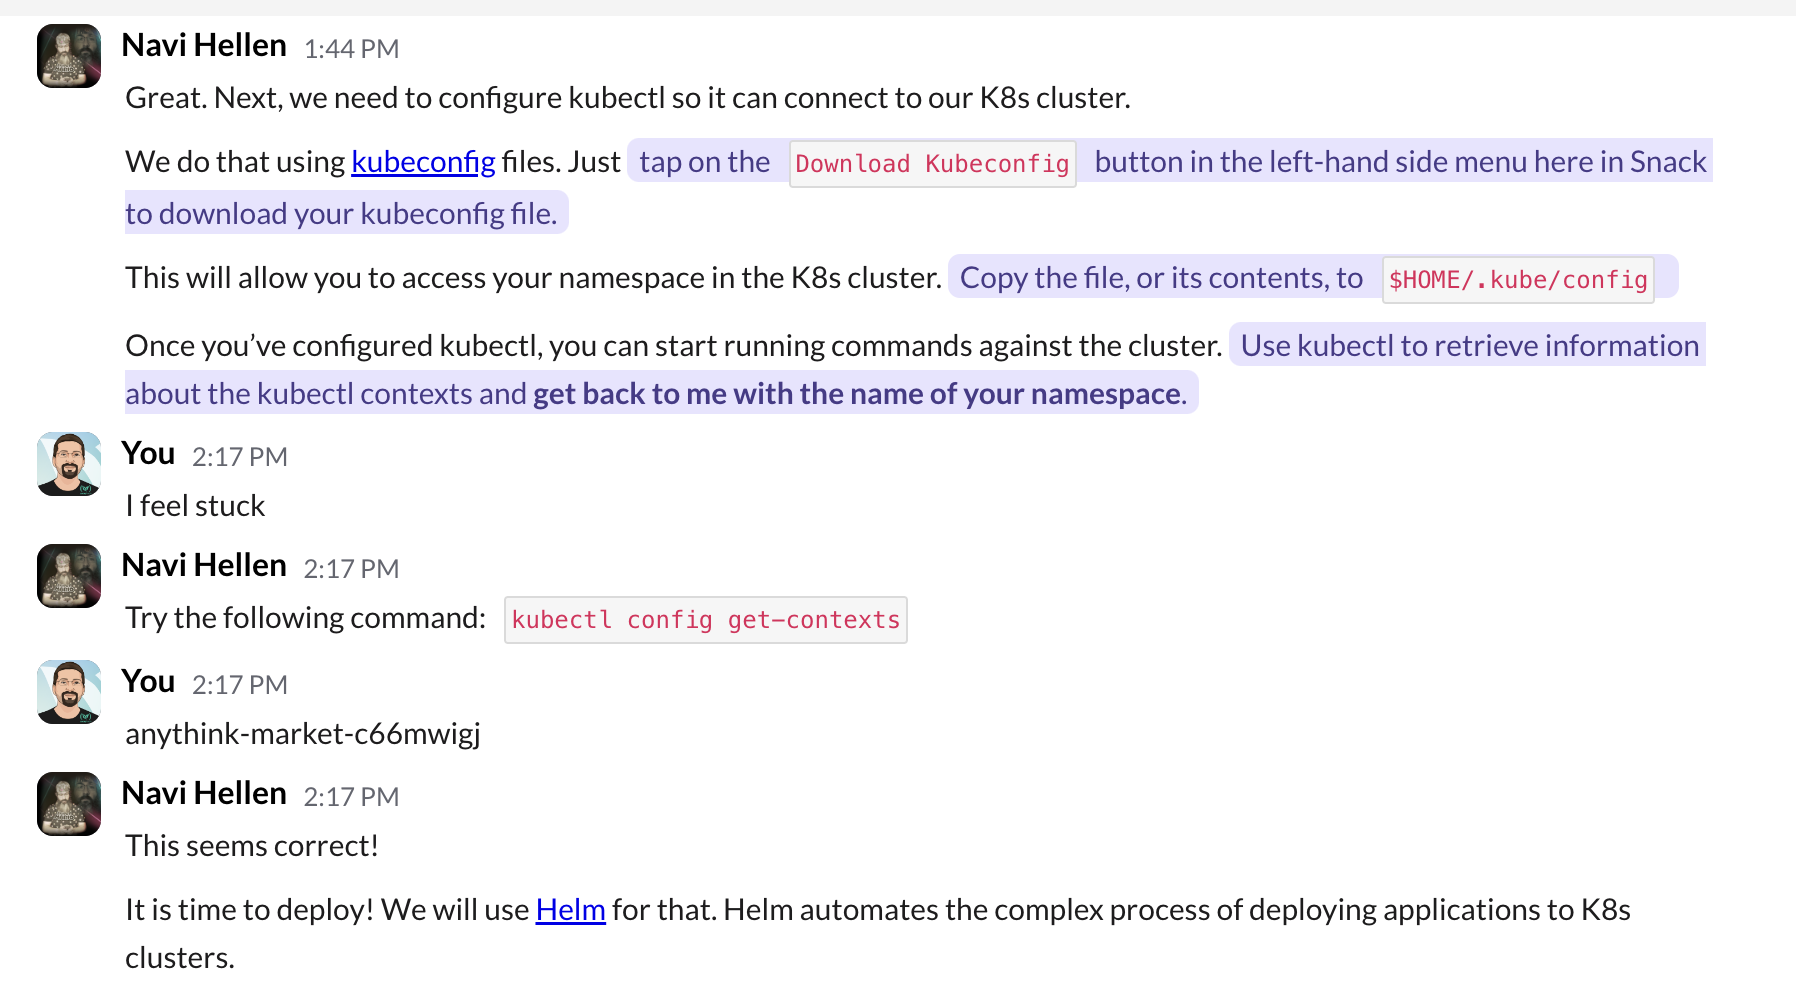 Navi Hellen 1:44 PM
Great. Next, we need to configure kubectl so it can connect to our K8s cluster.
We do that using kubeconfig files. Just tap on the Download Kubeconfig button in the left-hand side menu here in Snack
to download your kubeconfig file.
This will allow you to access your namespace in the K8s cluster. Copy the file, or its contents, to $HOME/.kube/config
Once you’ve configured kubectl, you can start running commands against the cluster. Use kubectl to retrieve information
about the kubectl contexts and get back to me with the name of your namespace.
You 2:17 PM
I feel stuck
Navi Hellen 2:17 PM
Try the following command: kubectl config get-contexts
You 2:17 PM
anythink-market-c66mwigj
Navi Hellen 2:17 PM
This seems correct!
It is time to deploy! We will use Helm for that. Helm automates the complex process of deploying applications to K8s
clusters.